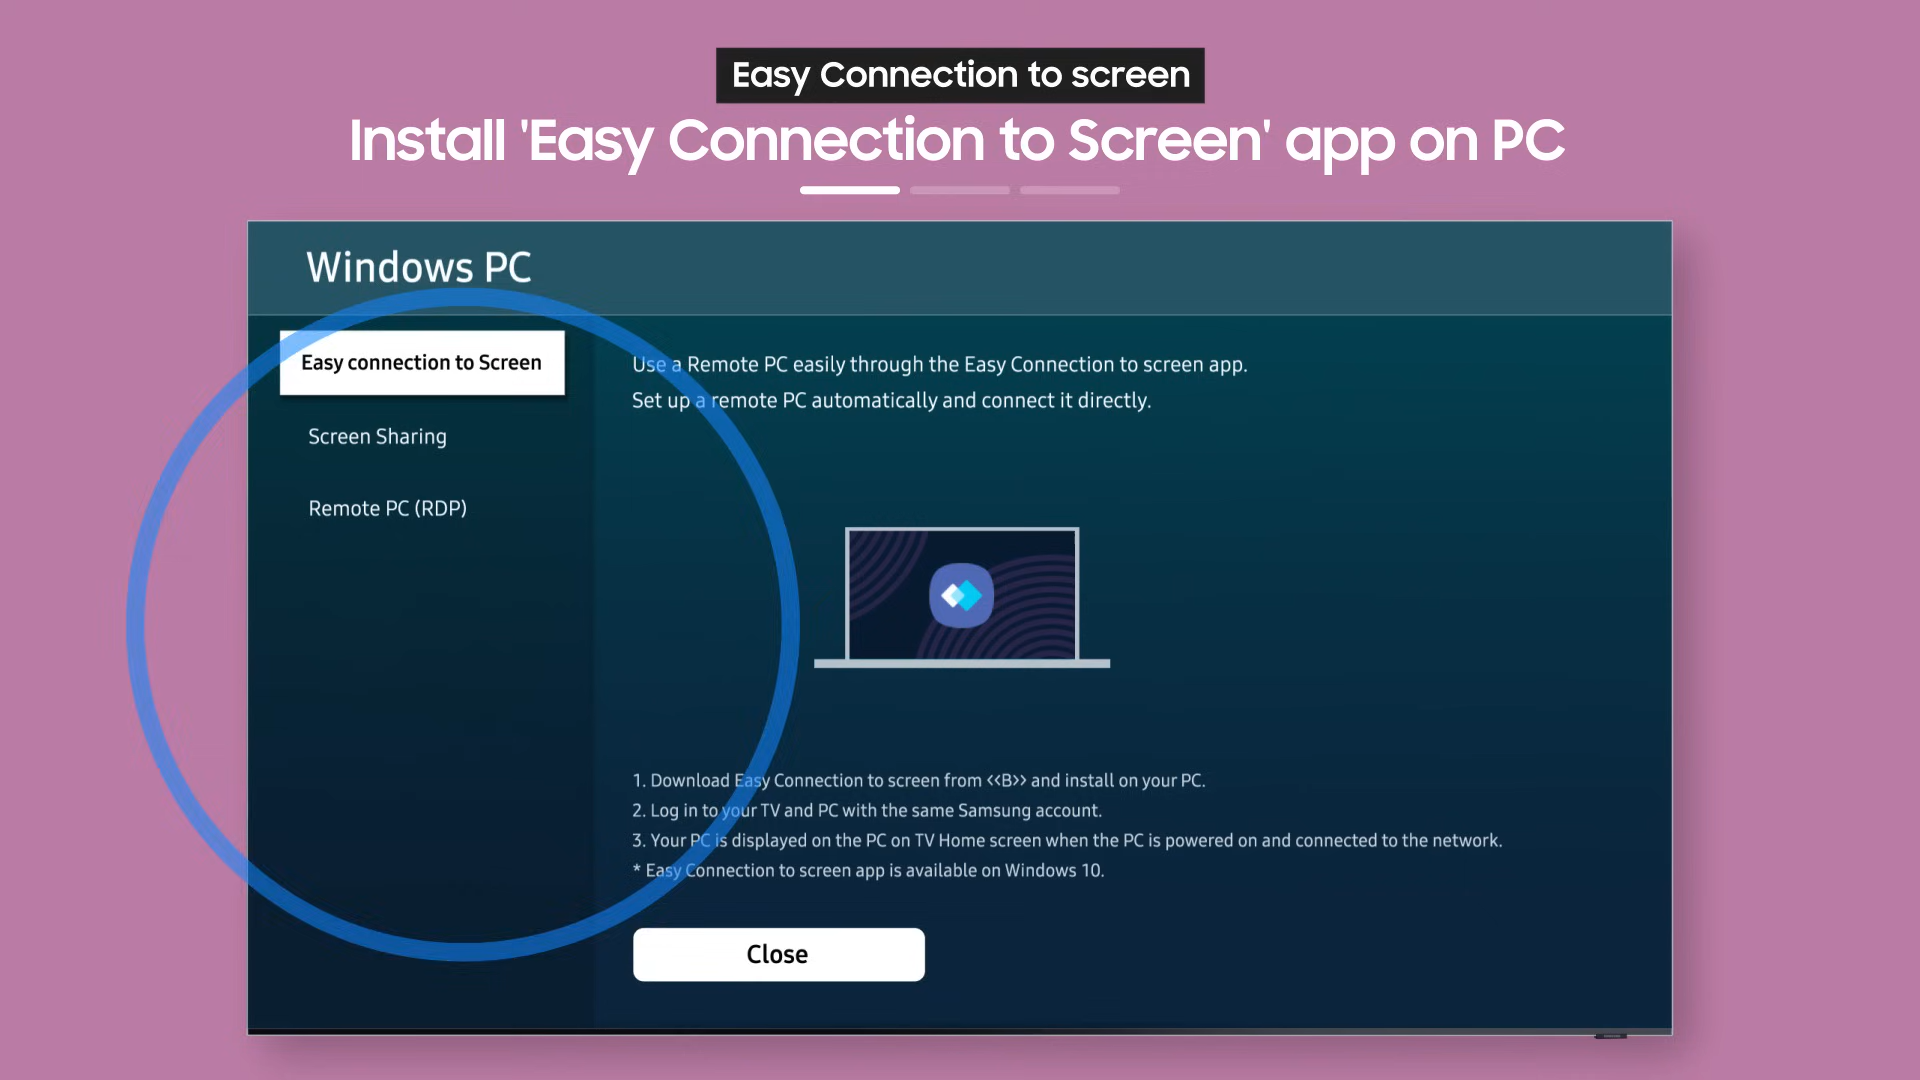 Easy Connection to screen
Install 'Easy Connection to Screen' app on PC
Windows PC
Easy connection to Screen
Screen Sharing
Remote PC (RDP)
Use a Remote PC easily through the Easy Connection to screen app.
Set up a remote PC automatically and connect it directly.
1. Download Easy Connection to screen from <<B>> and install on your PC.
2. Log in to your TV and PC with the same Samsung account.
3. Your PC is displayed on the PC on TV Home screen when the PC is powered on and connected to the network.
* Easy Connection to screen app is available on Windows 10.
Close